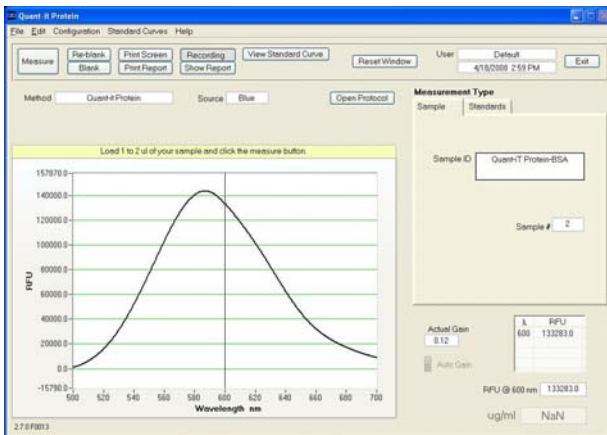 Quant-it Protein
File Edit Configuration Standard Curves Help
Measure Re-blank Print Screen Recording View Standard Curve Reset Window User Default Exit
Blank Print Report Show Report 4/18/2008 2:59 PM
Method Quant-it Protein Source Blue Open Protocol
Measurement Type
Sample Standards
Load 1 to 2 ul of your sample and click the measure button.
Sample ID Quant-iT Protein-BSA
Sample # 2
157870.0
140000.0
120000.0
100000.0
80000.0
60000.0
40000.0
20000.0
0.0
-15790.0
RFU
500 520 540 560 580 600 620 640 660 680 700
Wavelength nm
Actual Gain
0.12
Auto Gain
λ RFU
600 133283.0
RFU @ 600 nm 133283.0
ug/ml NaN
2.7.0 F0013